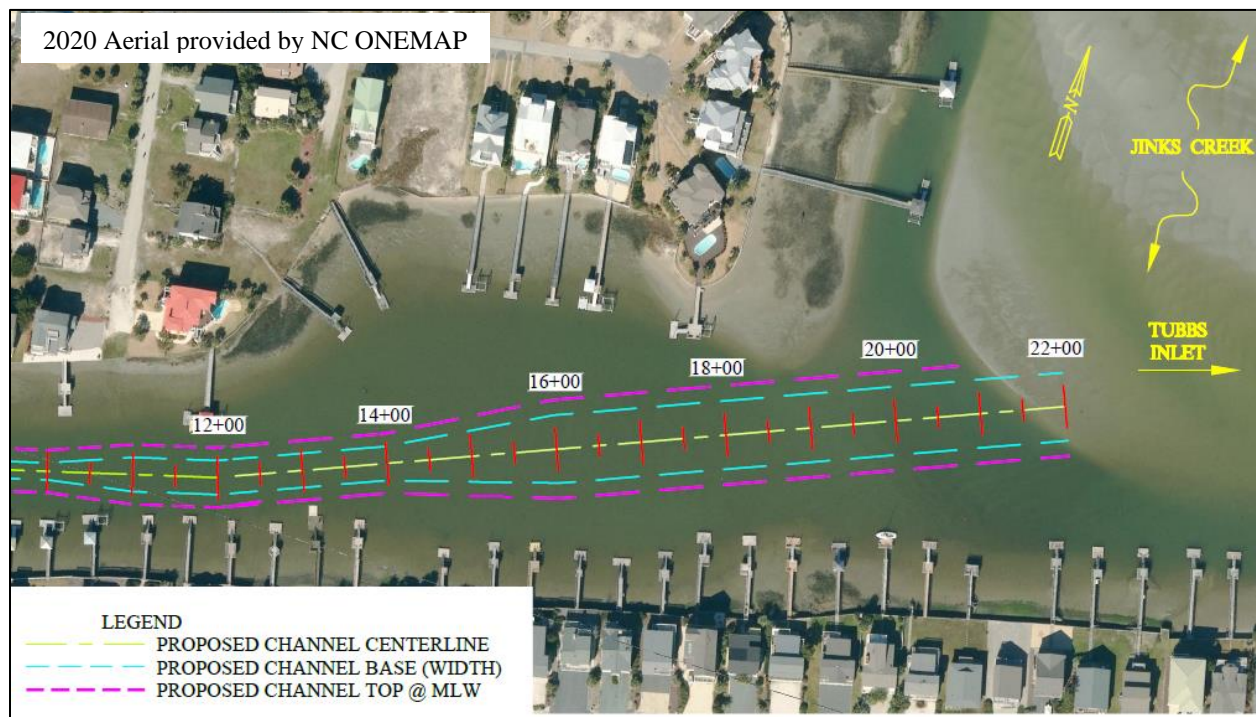 2020 Aerial provided by NC ONEMAP
N
JINKS CREEK
TUBBS
INLET
12+00
14+00
16+00
18+00
20+00
22+00
LEGEND
PROPOSED CHANNEL CENTERLINE
PROPOSED CHANNEL BASE (WIDTH)
PROPOSED CHANNEL TOP @ MLW